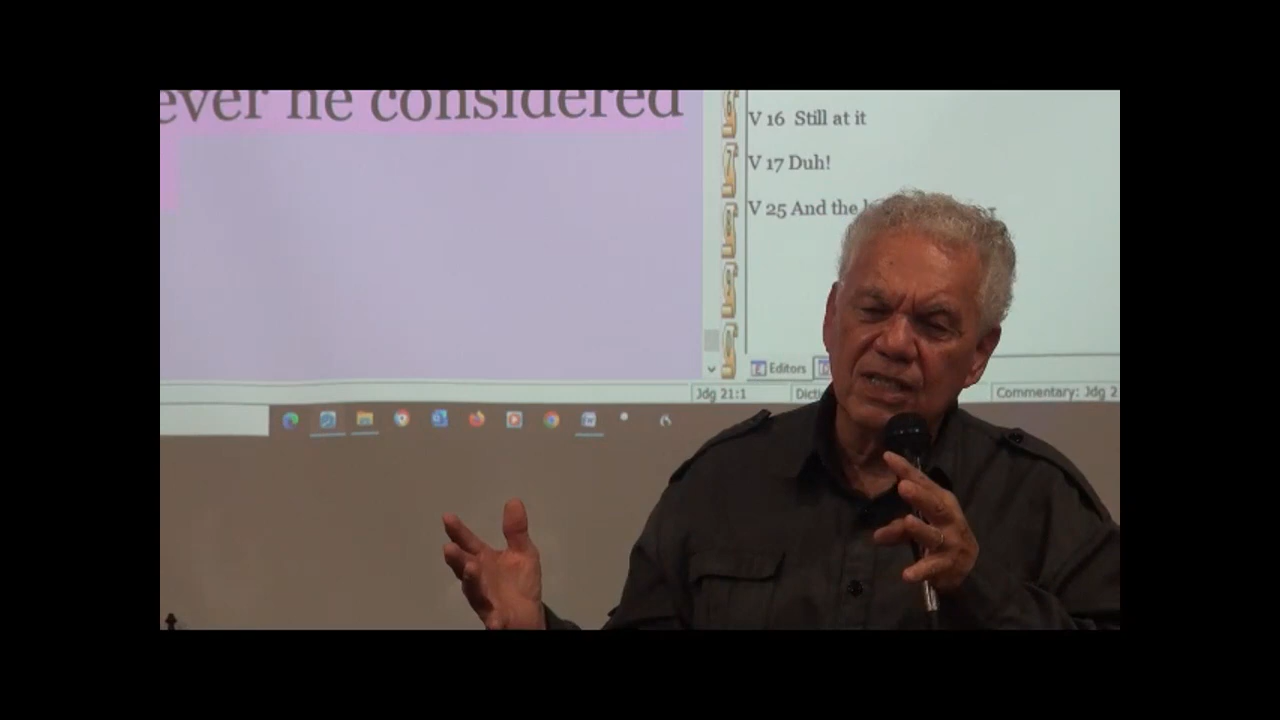 ever he considered
V 16 Still at it
V 17 Duh!
V 25 And the
Editors
Jdg 21:1
Commentary: Jdg 2